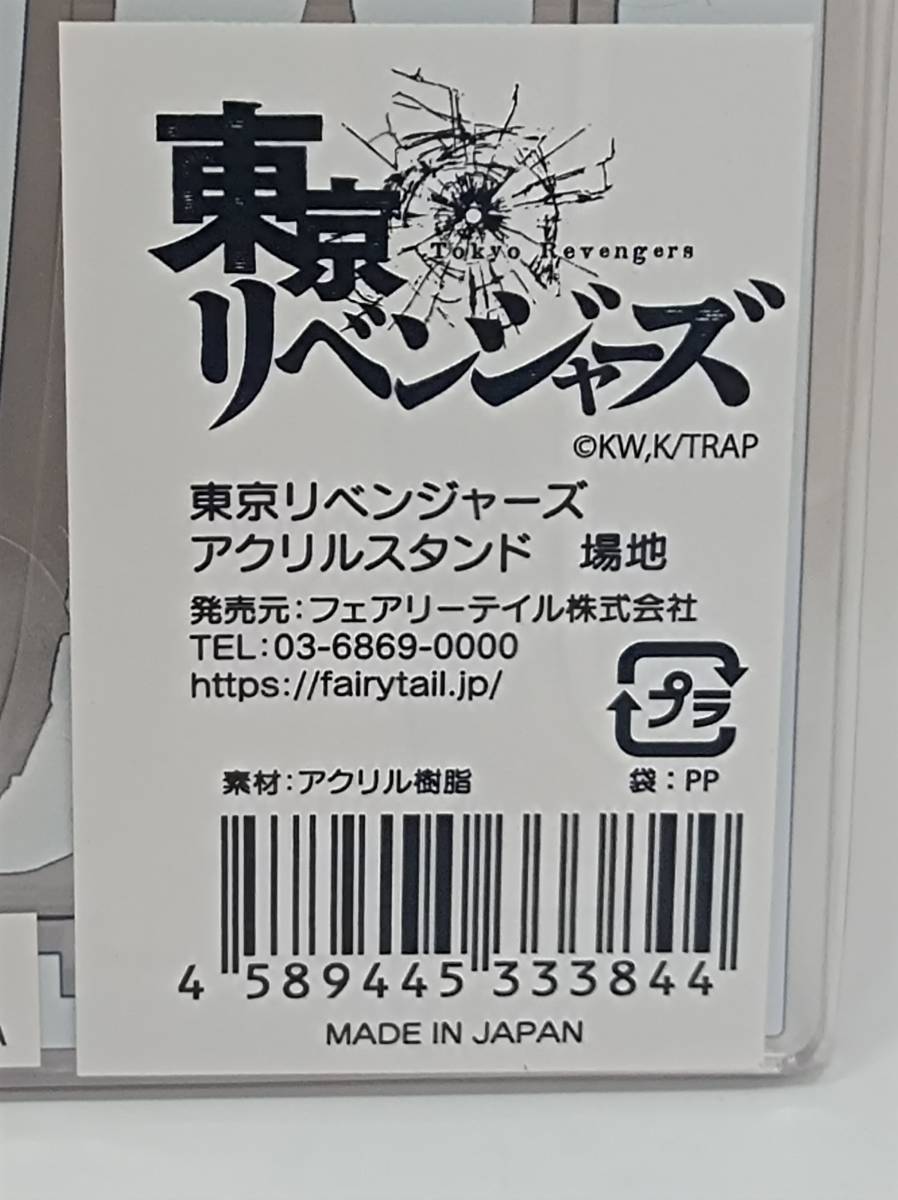 東京
Tokyo Revengers
リベンジャーズ
©KW,K/TRAP
東京リベンジャーズ
アクリルスタンド　場地
発売元：フェアリーテイル株式会社
TEL：03-6869-0000
https://fairytail.jp/
プラ
素材：アクリル樹脂　袋：PP
4 589445 333844
MADE IN JAPAN